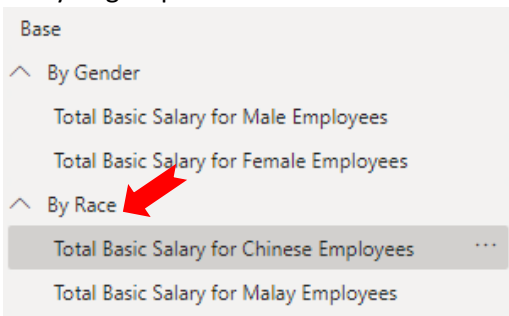 Base
By Gender
Total Basic Salary for Male Employees
Total Basic Salary for Female Employees
By Race
Total Basic Salary for Chinese Employees ...
Total Basic Salary for Malay Employees